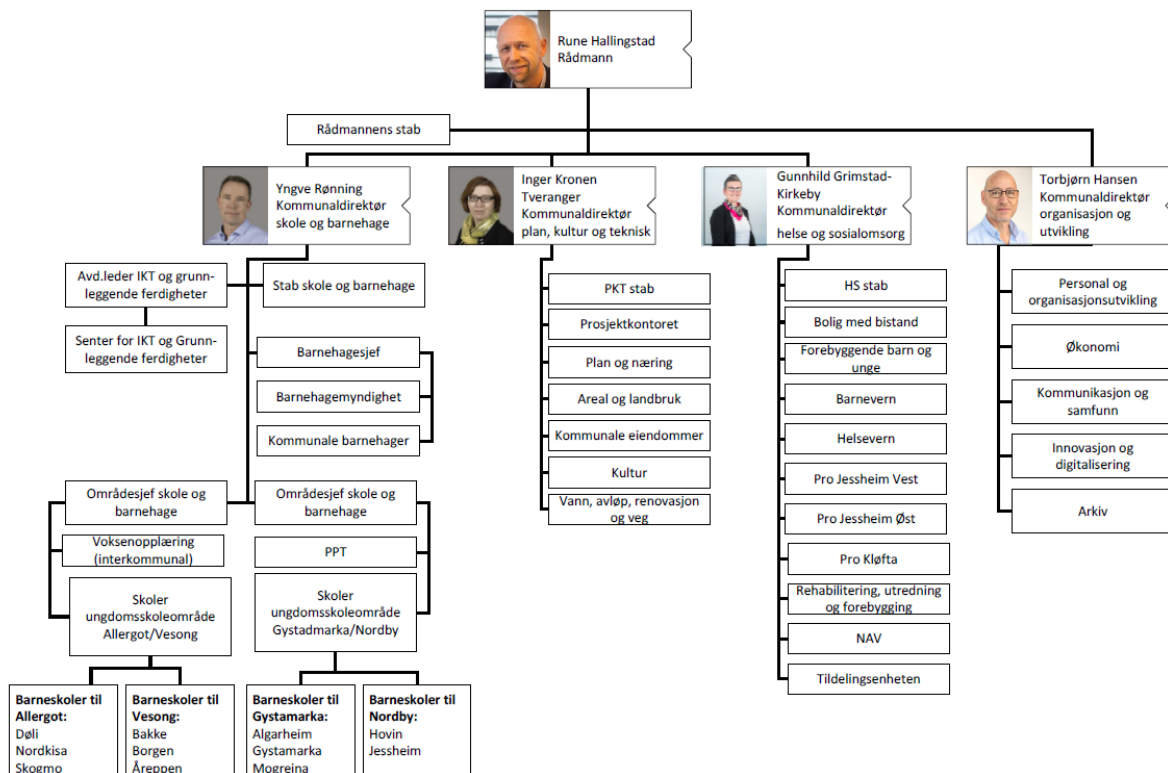 Rune Hallingstad
Rådmann
Rådmannens stab
Yngve Rønning
Kommunaldirektør
skole og barnehage
Inger Kronen
Tveranger
Kommunaldirektør
plan, kultur og teknisk
Gunnhild Grimstad-
Kirkeby
Kommunaldirektør
helse og sosialomsorg
Torbjørn Hansen
Kommunaldirektør
organisasjon og
utvikling
Avd.leder IKT og grunn-
leggende ferdigheter
Stab skole og barnehage
Senter for IKT og Grunn-
leggende ferdigheter
Barnehagesjef
Barnehagemyndighet
Kommunale barnehager
Områdesjef skole og
barnehage
Voksenopplæring
(interkommunal)
Skoler
ungdomsskoleområde
Allergot/Vesong
Områdesjef skole og
barnehage
PPT
Skoler
ungdomsskoleområde
Gystadmarka/Nordby
Barneskoler til
Allergot:
Døli
Nordkisa
Skogmo
Barneskoler til
Vesong:
Bakke
Borgen
Åreppen
Barneskoler til
Gystamarka:
Algarheim
Gystamarka
Mogreina
Barneskoler til
Nordby:
Hovin
Jessheim
PKT stab
Prosjektkontoret
Plan og næring
Areal og landbruk
Kommunale eiendommer
Kultur
Vann, avløp, renovasjon
og veg
HS stab
Bolig med bistand
Forebyggende barn og
unge
Barnevern
Helsevern
Pro Jessheim Vest
Pro Jessheim Øst
Pro Kløfta
Rehabilitering, utredning
og forebygging
NAV
Tildelingsenheten
Personal og
organisasjonsutvikling
Økonomi
Kommunikasjon og
samfunn
Innovasjon og
digitalisering
Arkiv